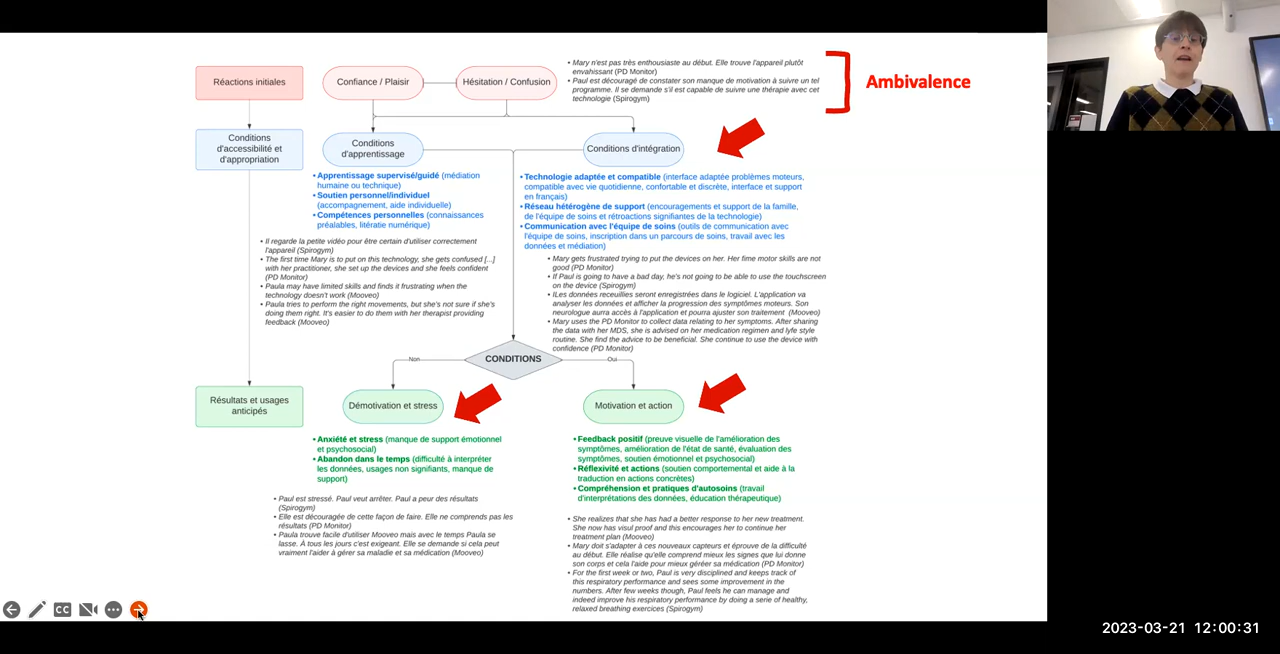 Réactions initiales
Confiance / Plaisir
Hésitation / Confusion
• Mary n'est pas très enthousiaste au début. Elle trouve l'appareil plutôt
envahissant (PD Monitor)
• Paul est découragé de constater son manque de motivation à suivre un tel
programme. Il se demande s'il est capable de suivre une thérapie avec cet
technologie (Spirogym)
Ambivalence
Conditions
d'accessibilité et
d'appropriation
Conditions
d'apprentissage
Conditions d'intégration
• Apprentissage supervisé/guidé (médiation
humaine ou technique)
• Soutien personnel/individuel
(accompagnement, aide individuelle)
• Compétences personnelles (connaissances
préalables, litératie numérique)
• Technologie adaptée et compatible (interface adaptée problèmes moteurs,
compatible avec vie quotidienne, confortable et discrète, interface et support
en français)
• Réseau hétérogène de support (encouragements et support de la famille,
de l'équipe de soins et rétroactions signifiantes de la technologie)
• Communication avec l'équipe de soins (outils de communication avec
l'équipe de soins, inscription dans un parcours de soins, travail avec les
données et médiation)
• Il regarde la petite vidéo pour être certain d'utiliser correctement
l'appareil (Spirogym)
• The first time Mary is to put on this technology, she gets confused [...]
with her practitioner, she set up the devices and she feels confident
(PD Monitor)
• Paula may have limited skills and finds it frustrating when the
technology doesn't work (Mooveo)
• Paula tries to perform the right movements, but she's not sure if she's
doing them right. It's easier to do them with her therapist providing
feedback (Mooveo)
• Mary gets frustrated trying to put the devices on her. Her fime motor skills are not
good (PD Monitor)
• If Paul is going to have a bad day, he's not going to be able to use the touchscreen
on the device (Spirogym)
• ILes données receuillies seront enregistrées dans le logiciel. L'application va
analyser les données et afficher la progression des symptômes moteurs. Son
neurologue aurra accès à l'application et pourra ajuster son traitement  (Mooveo)
• Mary uses the PD Monitor to collect data relating to her symptoms. After sharing
the data with her MDS, she is advised on her medication regimen and lyfe style
routine. She find the advice to be beneficial. She continue to use the device with
confidence (PD Monitor)
CONDITIONS
Non
Oui
Résultats et usages
anticipés
Démotivation et stress
Motivation et action
• Anxiété et stress (manque de support émotionnel
et psychosocial)
• Abandon dans le temps (difficulté à interpréter
les données, usages non signifiants, manque de
support)
• Feedback positif (preuve visuelle de l'amélioration des
symptômes, amélioration de l'état de santé, évaluation des
symptômes, soutien émotionnel et psychosocial)
• Réflexivité et actions (soutien comportemental et aide à la
traduction en actions concrètes)
• Compréhension et pratiques d'autosoins (travail
d'interprétations des données, éducation thérapeutique)
• Paul est stressé. Paul veut arrêter. Paul a peur des résultats
(Spirogym)
• Elle est découragée de cette façon de faire. Elle ne comprends pas les
résultats (PD Monitor)
• Paula trouve facile d'utiliser Mooveo mais avec le temps Paula se
lasse. À tous les jours c'est exigeant. Elle se demande si cela peut
vraiment l'aider à gérer sa maladie et sa médication (Mooveo)
• She realizes that she has had a better response to her new treatment.
She now has visul proof and this encourages her to continue her
treatment plan (Mooveo)
• Mary doit s'adapter à ces nouveaux capteurs et éprouve de la difficulté
au début. Elle réalise qu'elle comprend mieux les signes que lui donne
son corps et cela l'aide pour mieux géréer sa médication (PD Monitor)
• For the first week or two, Paul is very disciplined and keeps track of
this respiratory performance and sees some improvement in the
numbers. After few weeks though, Paul feels he can manage and
indeed improve his respiratory performance by doing a serie of healthy,
relaxed breathing exercices (Spirogym)
CC
2023-03-21 12:00:31